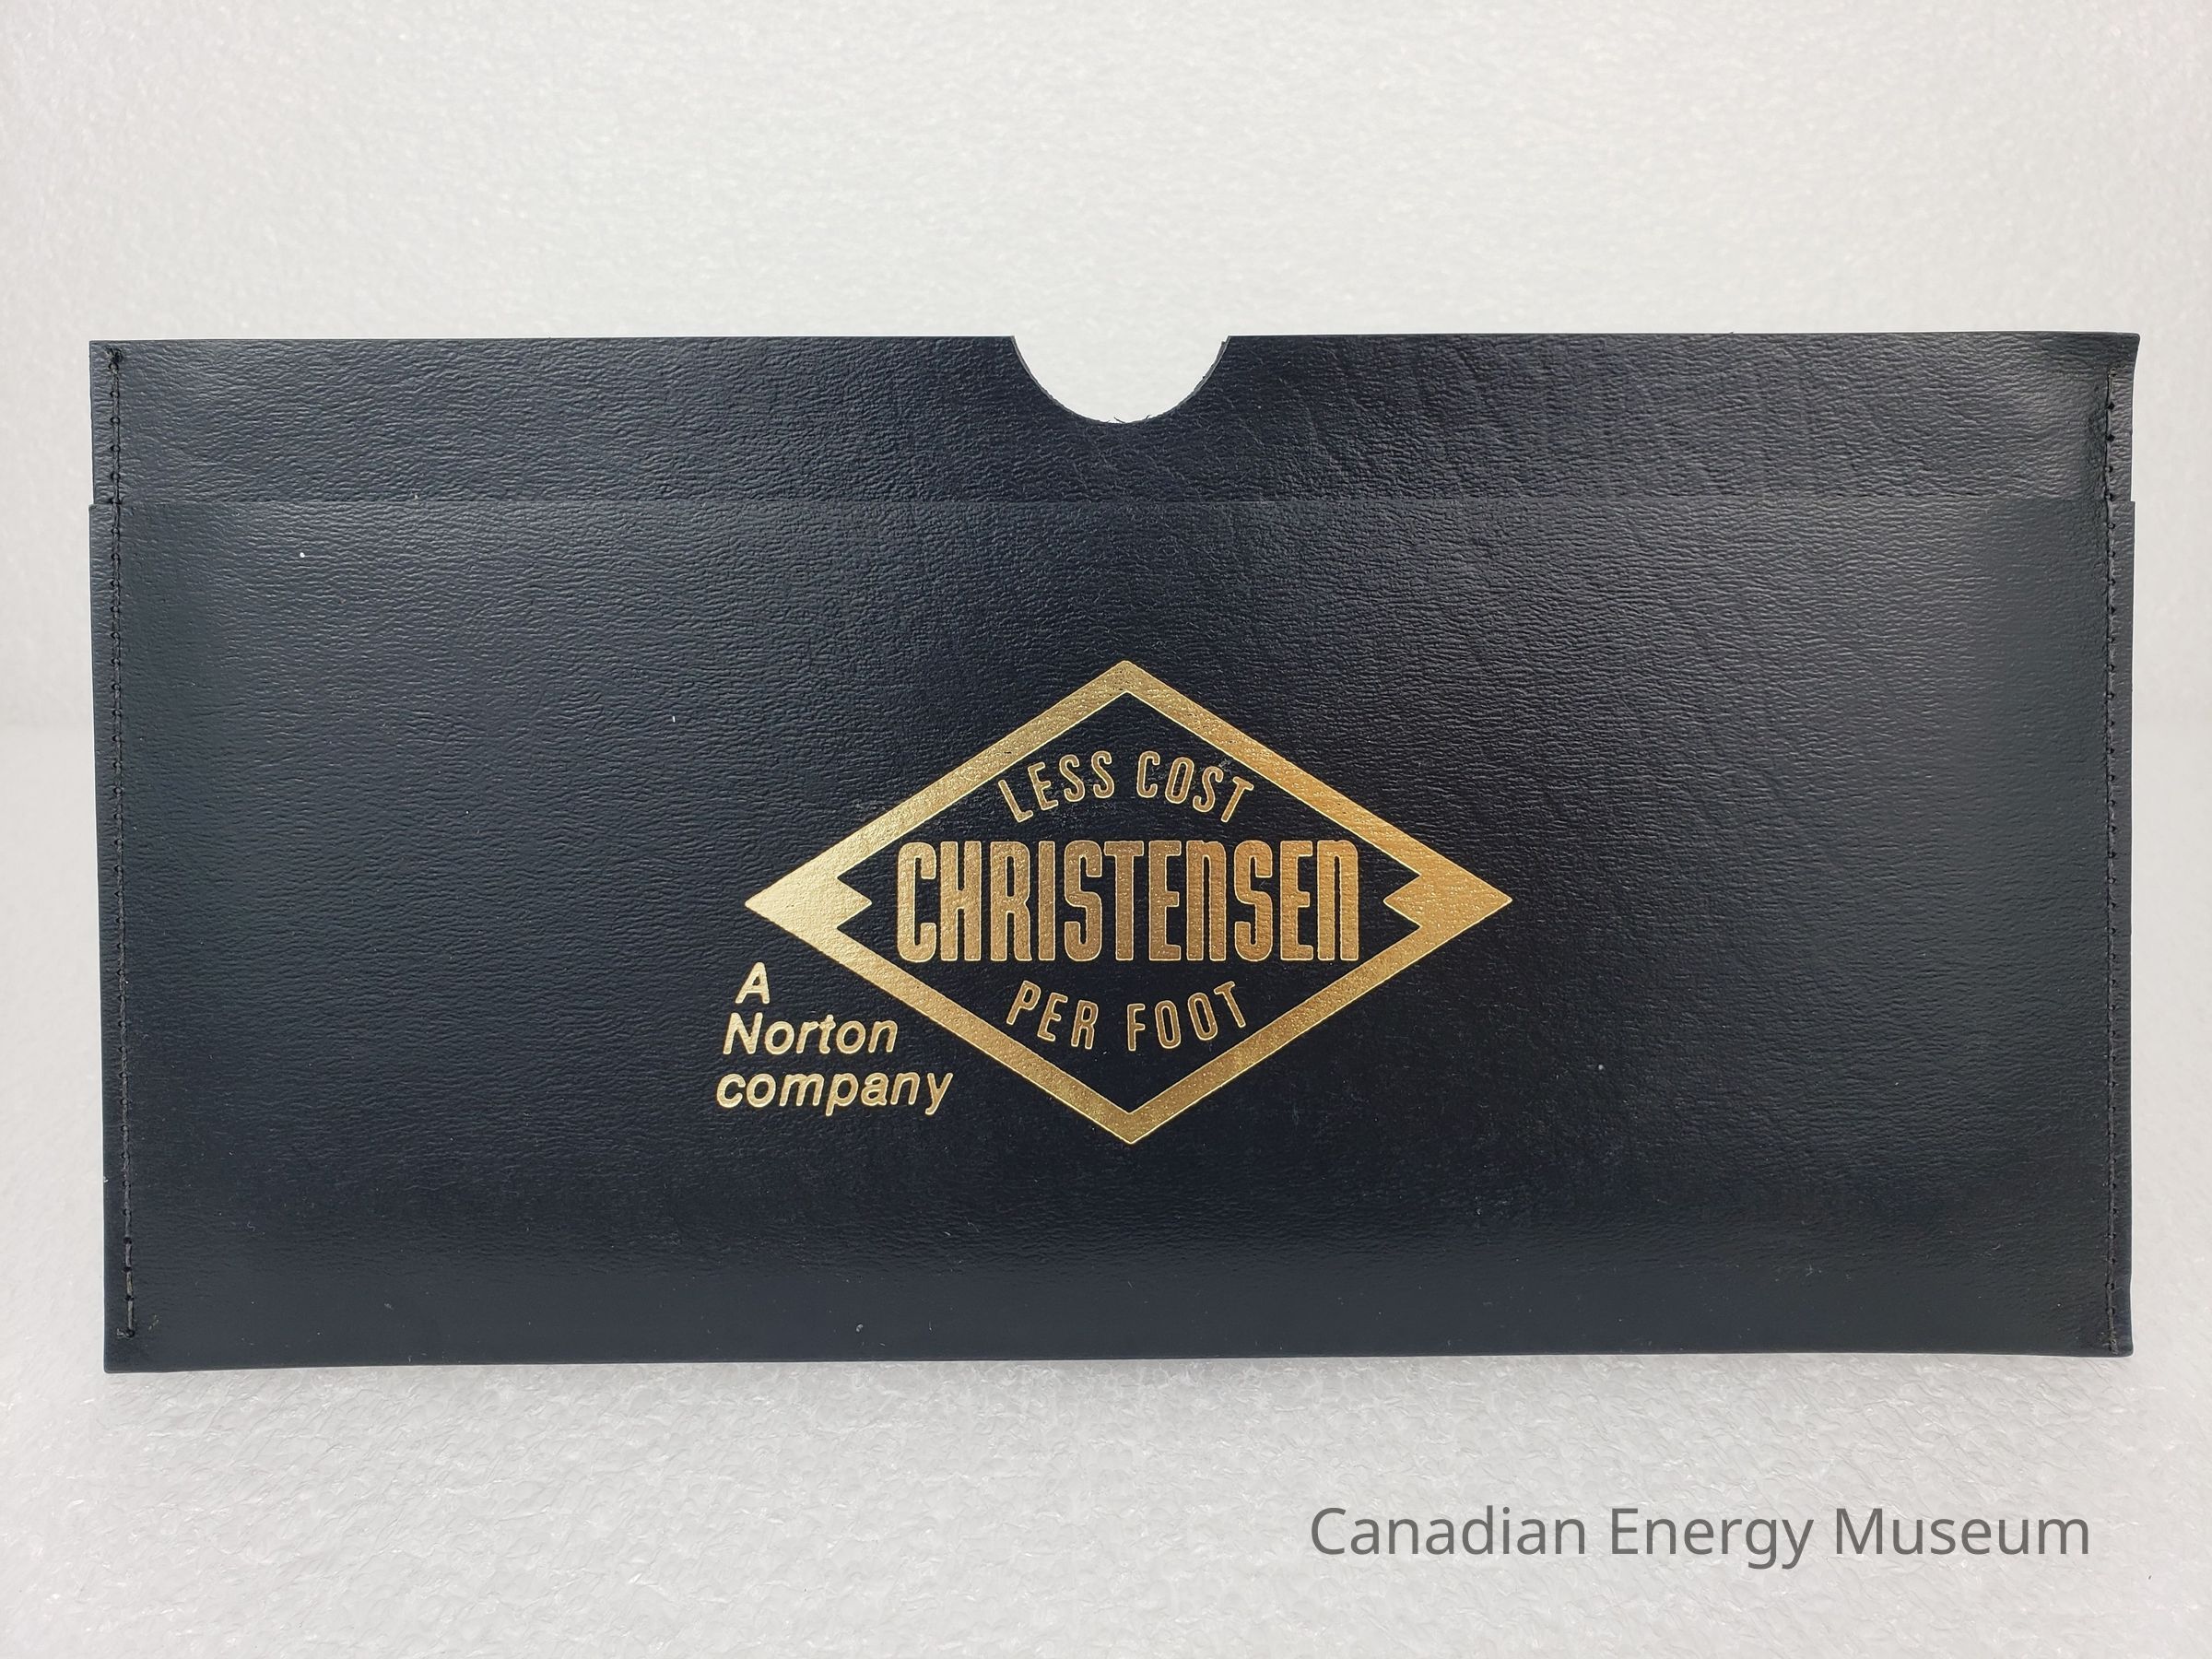 LESS COST
CHRISTENSEN
PER FOOT
A
Norton
company
Canadian Energy Museum